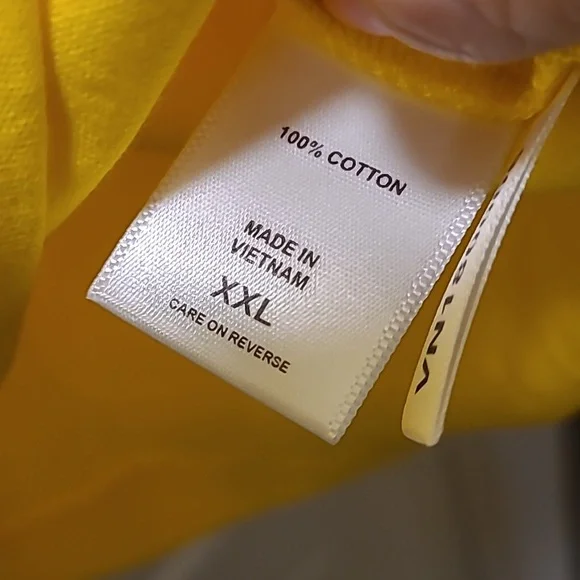 100% COTTON
MADE IN
VIETNAM
XXL
CARE ON REVERSE